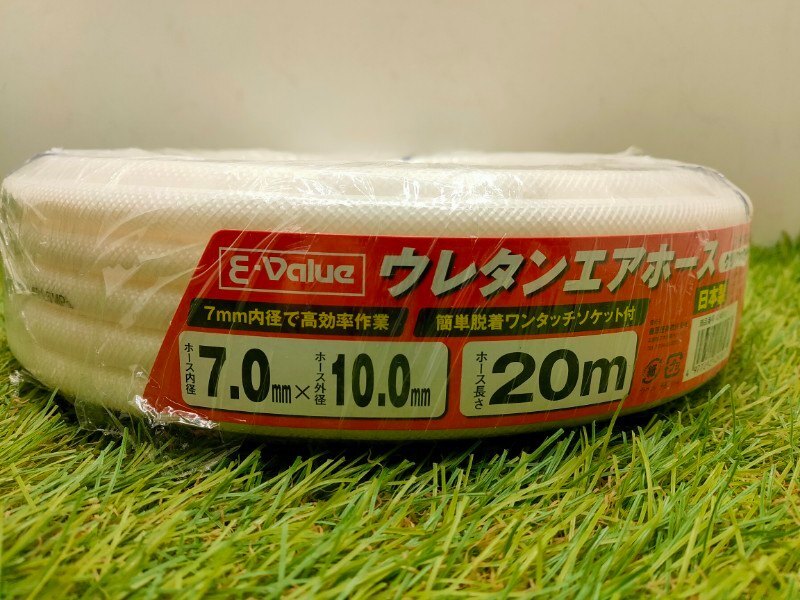 E-Value
ウレタンエアホース
日本製
7mm内径で高効率作業
簡単脱着ワンタッチソケット付
ホース内径
7.0mm×
ホース外径
10.0mm
ホース長さ
20m